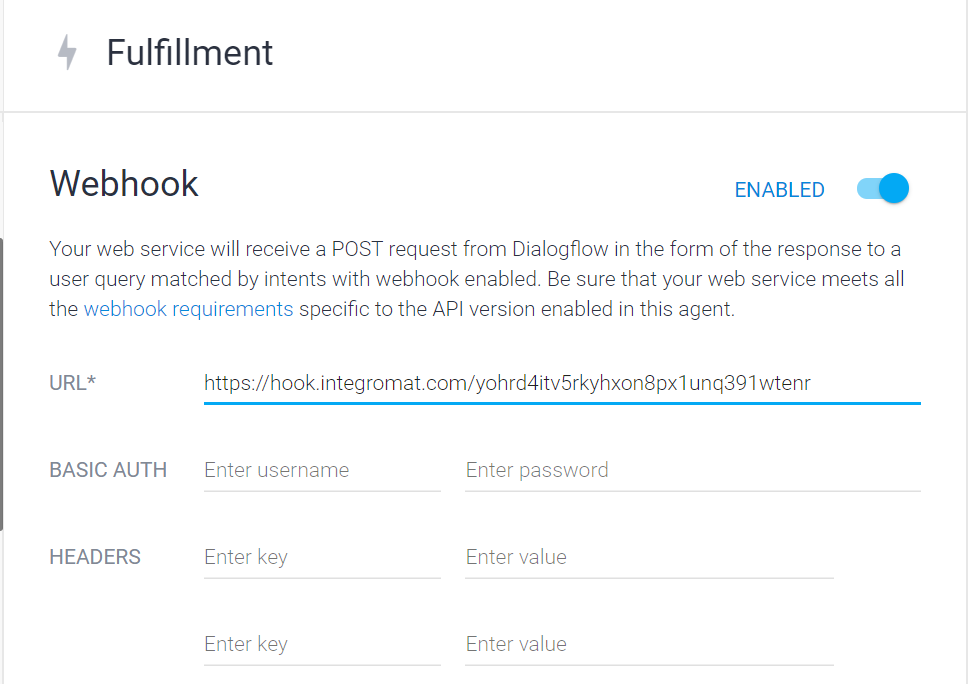 Fulfillment
Webhook
ENABLED
Your web service will receive a POST request from Dialogflow in the form of the response to a
user query matched by intents with webhook enabled. Be sure that your web service meets all
the webhook requirements specific to the API version enabled in this agent.
URL*
https://hook.integromat.com/yohrd4itv5rkyhxon8px1unq391wtenr
BASIC AUTH
Enter username
Enter password
HEADERS
Enter key
Enter value
Enter key
Enter value